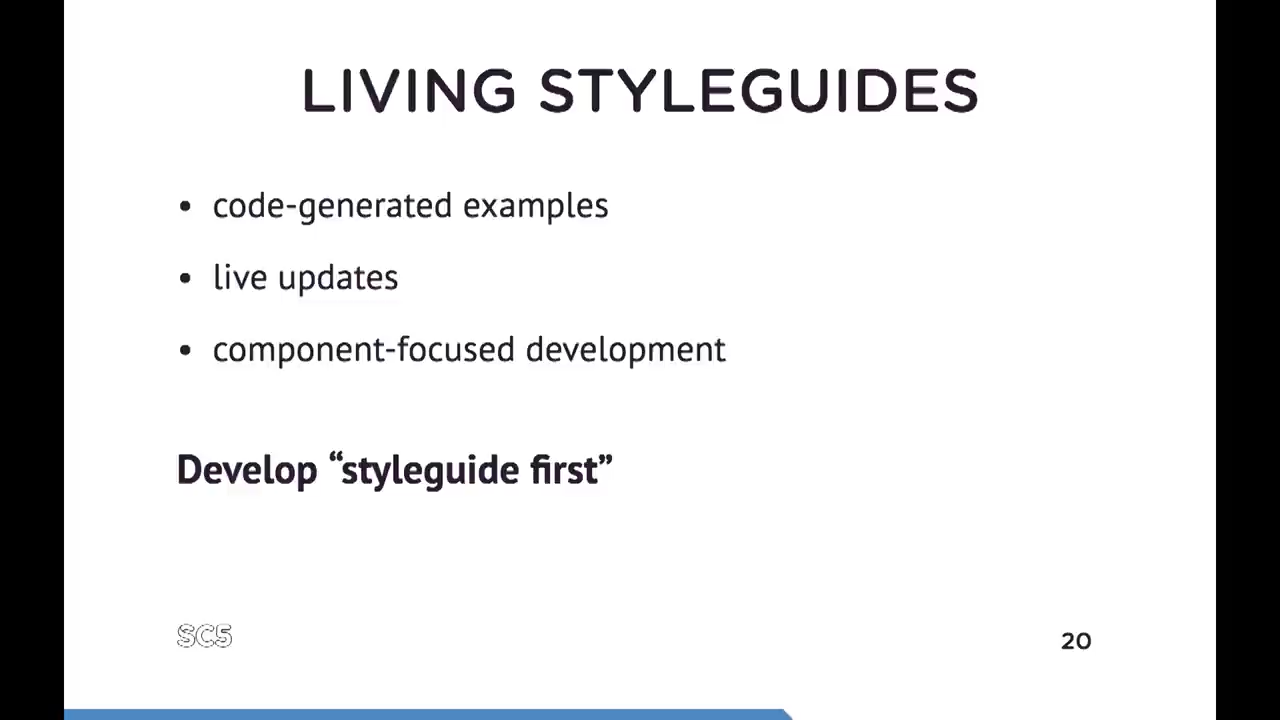 LIVING STYLEGUIDES
• code-generated examples
• live updates
• component-focused development
Develop “styleguide first”
SC5
20